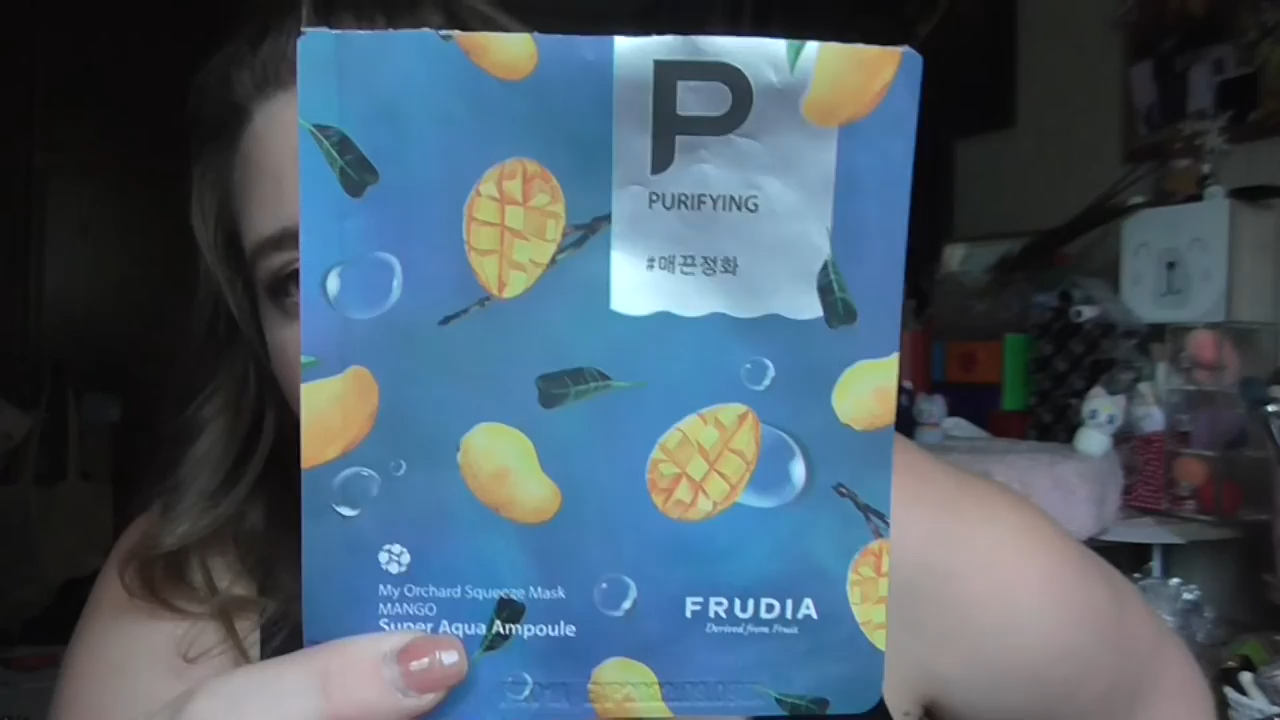 P
PURIFYING
#매끈정화
My Orchard Squeeze Mask
MANGO
Super Aqua Ampoule
FRUDIA
Derived from Fruit